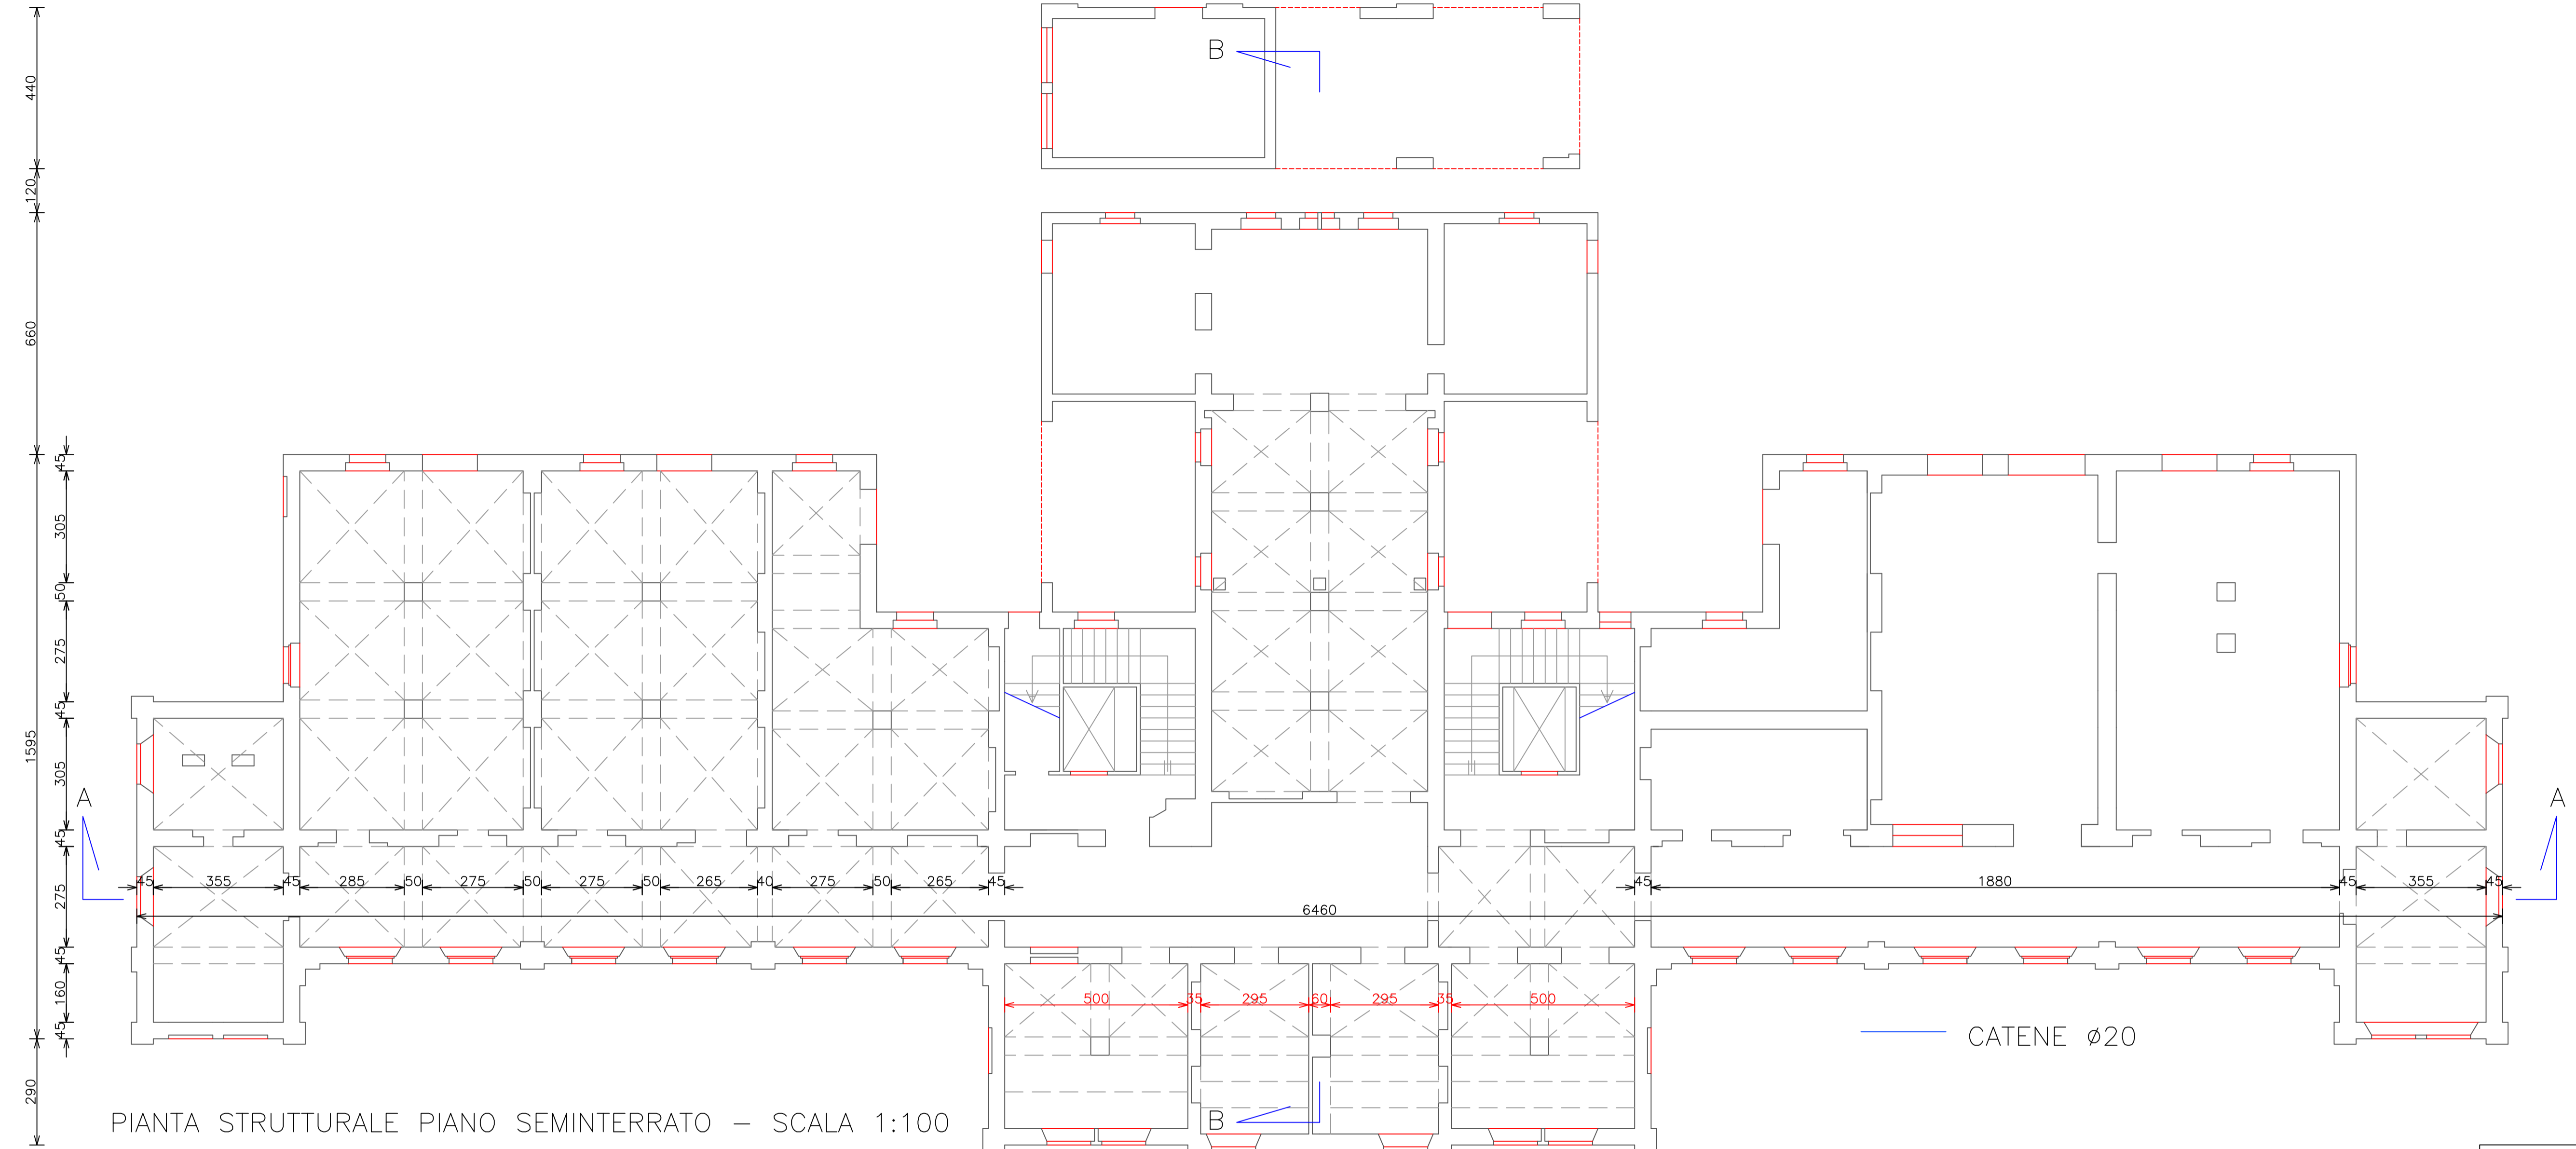 440
120
660
1595
290
45
305
50
275
45
305
45
275
45
160
45
B
A
A
45 355 45 285 50 275 50 275 50 265 40 275 50 265 45
45 1880 45 355 45
6460
500 35 295 60 295 35 500
CATENE ø20
B
PIANTA STRUTTURALE PIANO SEMINTERRATO – SCALA 1:100